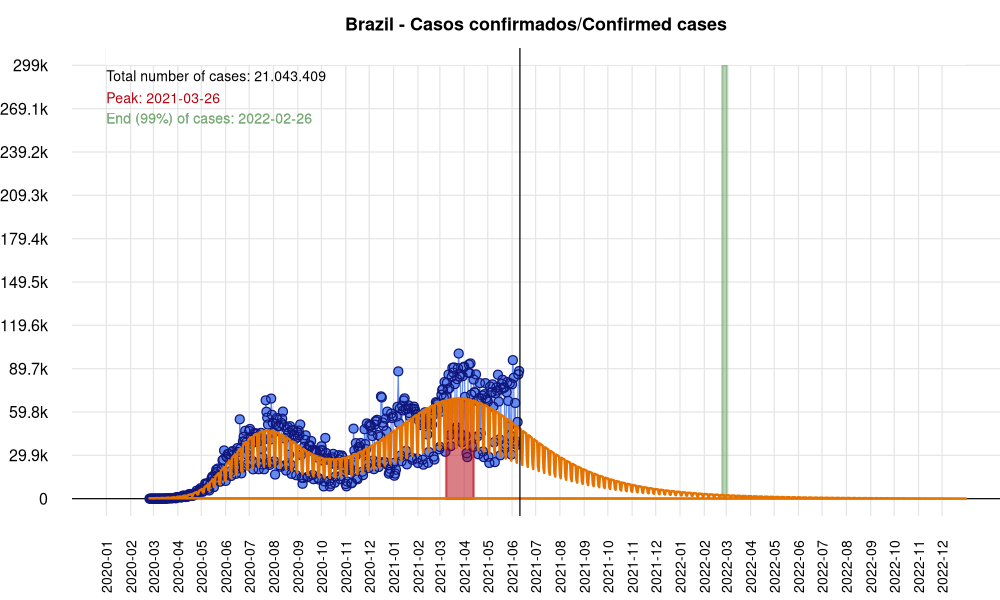 Brazil - Casos confirmados/Confirmed cases
Total number of cases: 21.043.409
Peak: 2021-03-26
End (99%) of cases: 2022-02-26
299k
269.1k
239.2k
209.3k
179.4k
149.5k
119.6k
89.7k
59.8k
29.9k
0
2020-01
2020-02
2020-03
2020-04
2020-05
2020-06
2020-07
2020-08
2020-09
2020-10
2020-11
2020-12
2021-01
2021-02
2021-03
2021-04
2021-05
2021-06
2021-07
2021-08
2021-09
2021-10
2021-11
2021-12
2022-01
2022-02
2022-03
2022-04
2022-05
2022-06
2022-07
2022-08
2022-09
2022-10
2022-11
2022-12